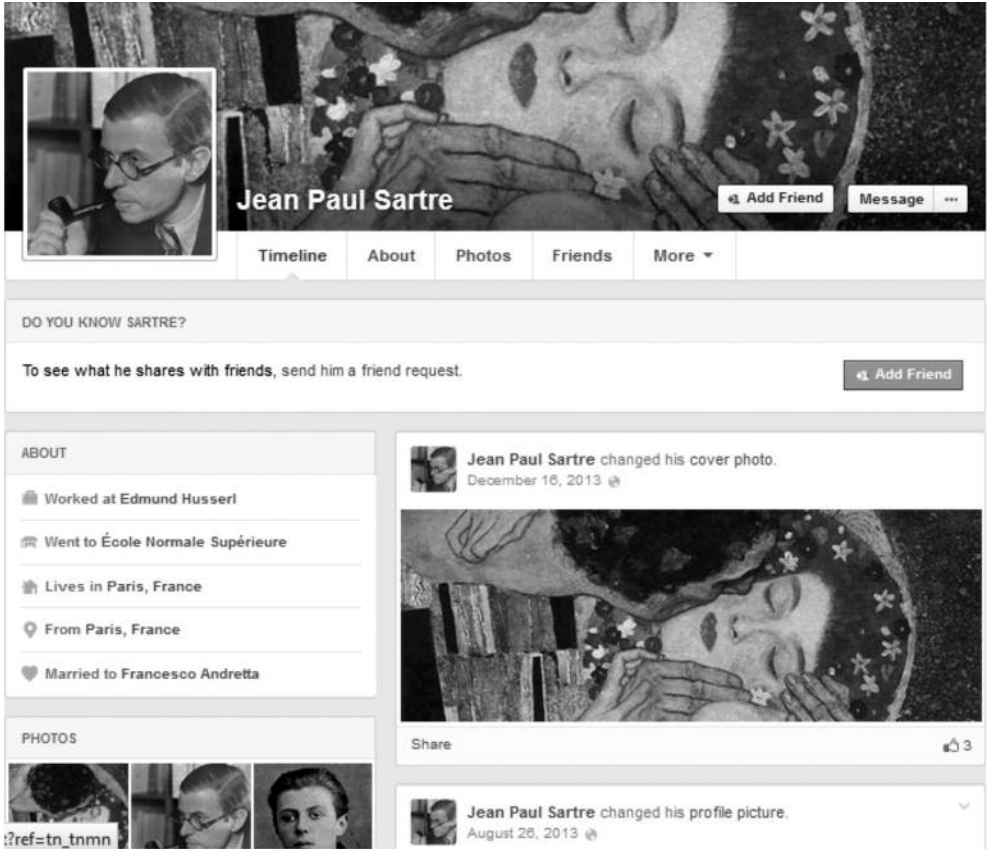 Jean Paul Sartre
Add Friend
Message
Timeline About Photos Friends More
DO YOU KNOW SARTRE?
To see what he shares with friends, send him a friend request.
Add Friend
ABOUT
Worked at Edmund Husserl
Went to École Normale Supérieure
Lives in Paris, France
From Paris, France
Married to Francesco Andretta
PHOTOS
t?ref=tn_tnmn
Jean Paul Sartre changed his cover photo.
December 16, 2013
Share
3
Jean Paul Sartre changed his profile picture.
August 26, 2013